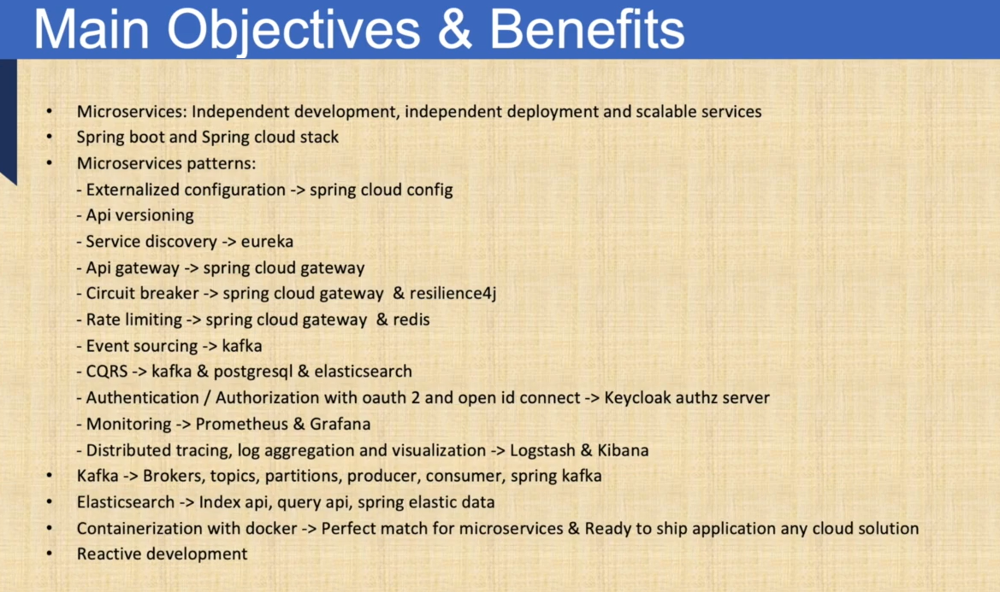 Main Objectives & Benefits
• Microservices: Independent development, independent deployment and scalable services
• Spring boot and Spring cloud stack
• Microservices patterns:
- Externalized configuration -> spring cloud config
- Api versioning
- Service discovery -> eureka
- Api gateway -> spring cloud gateway
- Circuit breaker -> spring cloud gateway & resilience4j
- Rate limiting -> spring cloud gateway & redis
- Event sourcing -> kafka
- CQRS -> kafka & postgresql & elasticsearch
- Authentication / Authorization with oauth 2 and open id connect -> Keycloak authz server
- Monitoring -> Prometheus & Grafana
- Distributed tracing, log aggregation and visualization -> Logstash & Kibana
• Kafka -> Brokers, topics, partitions, producer, consumer, spring kafka
• Elasticsearch -> Index api, query api, spring elastic data
• Containerization with docker -> Perfect match for microservices & Ready to ship application any cloud solution
• Reactive development